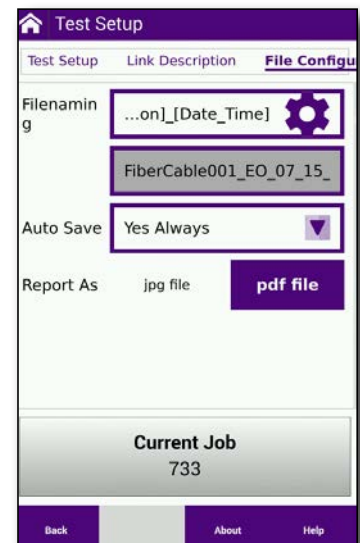 Test Setup
Test Setup Link Description File Configu
Filenamin
g
...on]_[Date_Time]
FiberCable001_EO_07_15_
Auto Save Yes Always
Report As jpg file pdf file
Current Job
733
Back About Help